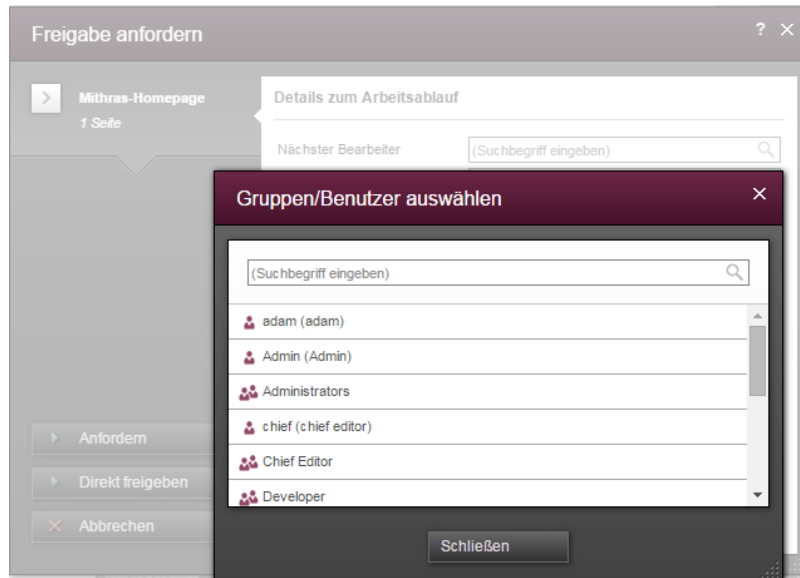 Freigabe anfordern
?
Mithras-Homepage
1 Seite
Details zum Arbeitsablauf
Nächster Bearbeiter
(Suchbegriff eingeben)
Gruppen/Benutzer auswählen
(Suchbegriff eingeben)
adam (adam)
Admin (Admin)
Administrators
chief (chief editor)
Chief Editor
Developer
Anfordern
Direkt freigeben
Abbrechen
Schließen